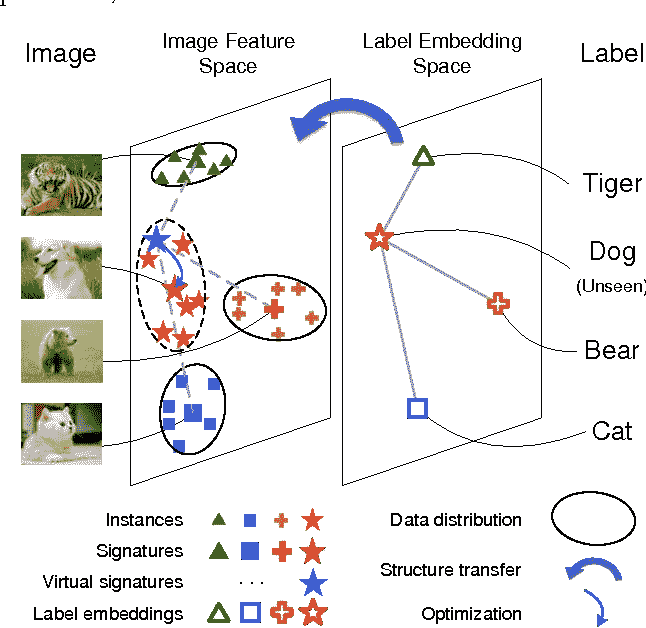 Image
Image Feature
Space
Label Embedding
Space
Label
Tiger
Dog
(Unseen)
Bear
Cat
Instances
Signatures
Virtual signatures
. . .
Label embeddings
Data distribution
Structure transfer
Optimization